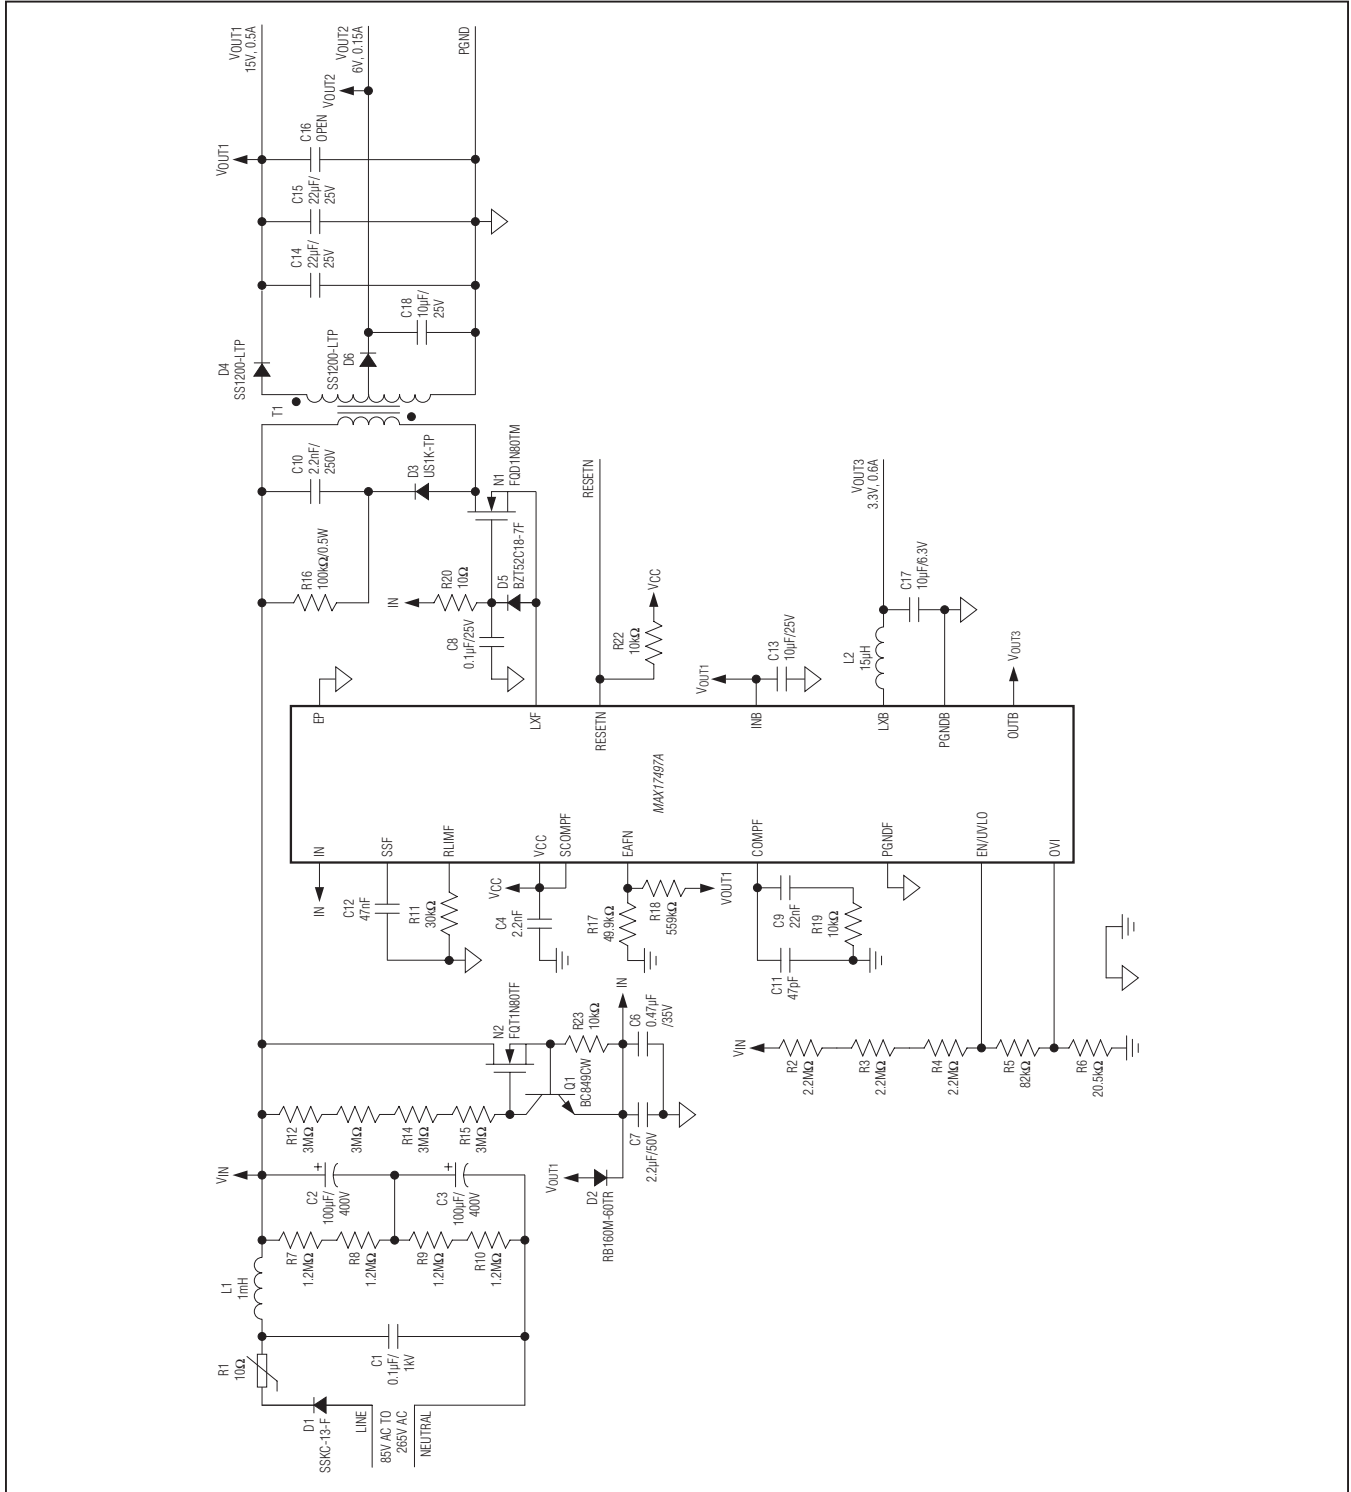 VOUT1
15V, 0.5A
VOUT2
6V, 0.15A
PGND
VOUT2
VOUT1
C16
OPEN
C15
22µF/
25V
C14
22µF/
25V
C18
10µF/
25V
D4
SS1200-LTP
SS1200-LTP
D6
T1
C10
2.2nF/
250V
D3
US1K-TP
N1
FQD1N80TM
R16
100kΩ/0.5W
IN
R20
10Ω
D5
BZT52C18-7F
C8
0.1µF/25V
RESETN
R22
10kΩ
VCC
VOUT1
C13
10µF/25V
VOUT3
3.3V, 0.6A
L2
15µH
C17
10µF/6.3V
VOUT3
EP
LXF
RESETN
INB
LXB
PGNDB
OUTB
MAX17497A
IN
SSF
RLIMF
VCC
SCOMPF
EAFN
COMPF
PGNDF
EN/UVLO
OVI
IN
C12
47nF
R11
30kΩ
VCC
C4
2.2nF
R17
49.9kΩ
R18
559kΩ
VOUT1
C9
22nF
R19
10kΩ
C11
47pF
N2
FQT1N80TF
R23
10kΩ
IN
C6
0.47µF
/35V
Q1
BC849CW
C7
2.2µF/50V
R12
3MΩ
3MΩ
R14
3MΩ
R15
3MΩ
VOUT1
D2
RB160M-60TR
VIN
R2
2.2MΩ
R3
2.2MΩ
R4
2.2MΩ
R5
82kΩ
R6
20.5kΩ
VIN
C2
100µF/
400V
C3
100µF/
400V
R7
1.2MΩ
R8
1.2MΩ
R9
1.2MΩ
R10
1.2MΩ
L1
1mH
C1
0.1µF/
1kV
R1
10Ω
D1
SSKC-13-F
LINE
85V AC TO
265V AC
NEUTRAL